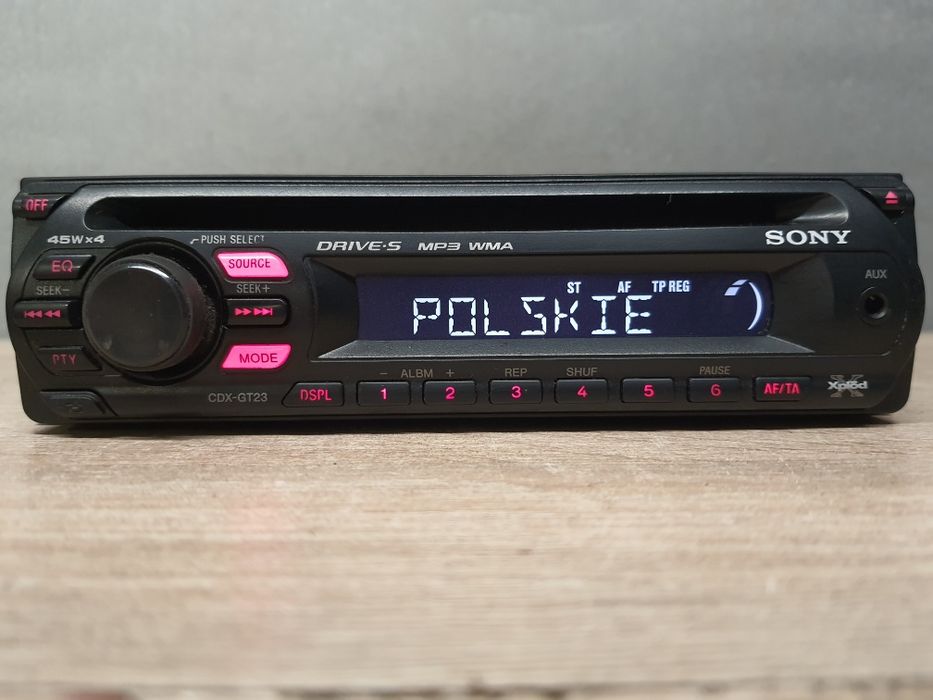 OFF
45W×4
PUSH SELECT
DRIVE·S MP3 WMA
SONY
EQ
SOURCE
AUX
SEEK−
SEEK+
ST AF TP REG
POLSKIE
PTY
MODE
− ALBM +
REP
SHUF
PAUSE
CDX-GT23
DSPL
1
2
3
4
5
6
AF/TA
Xplod